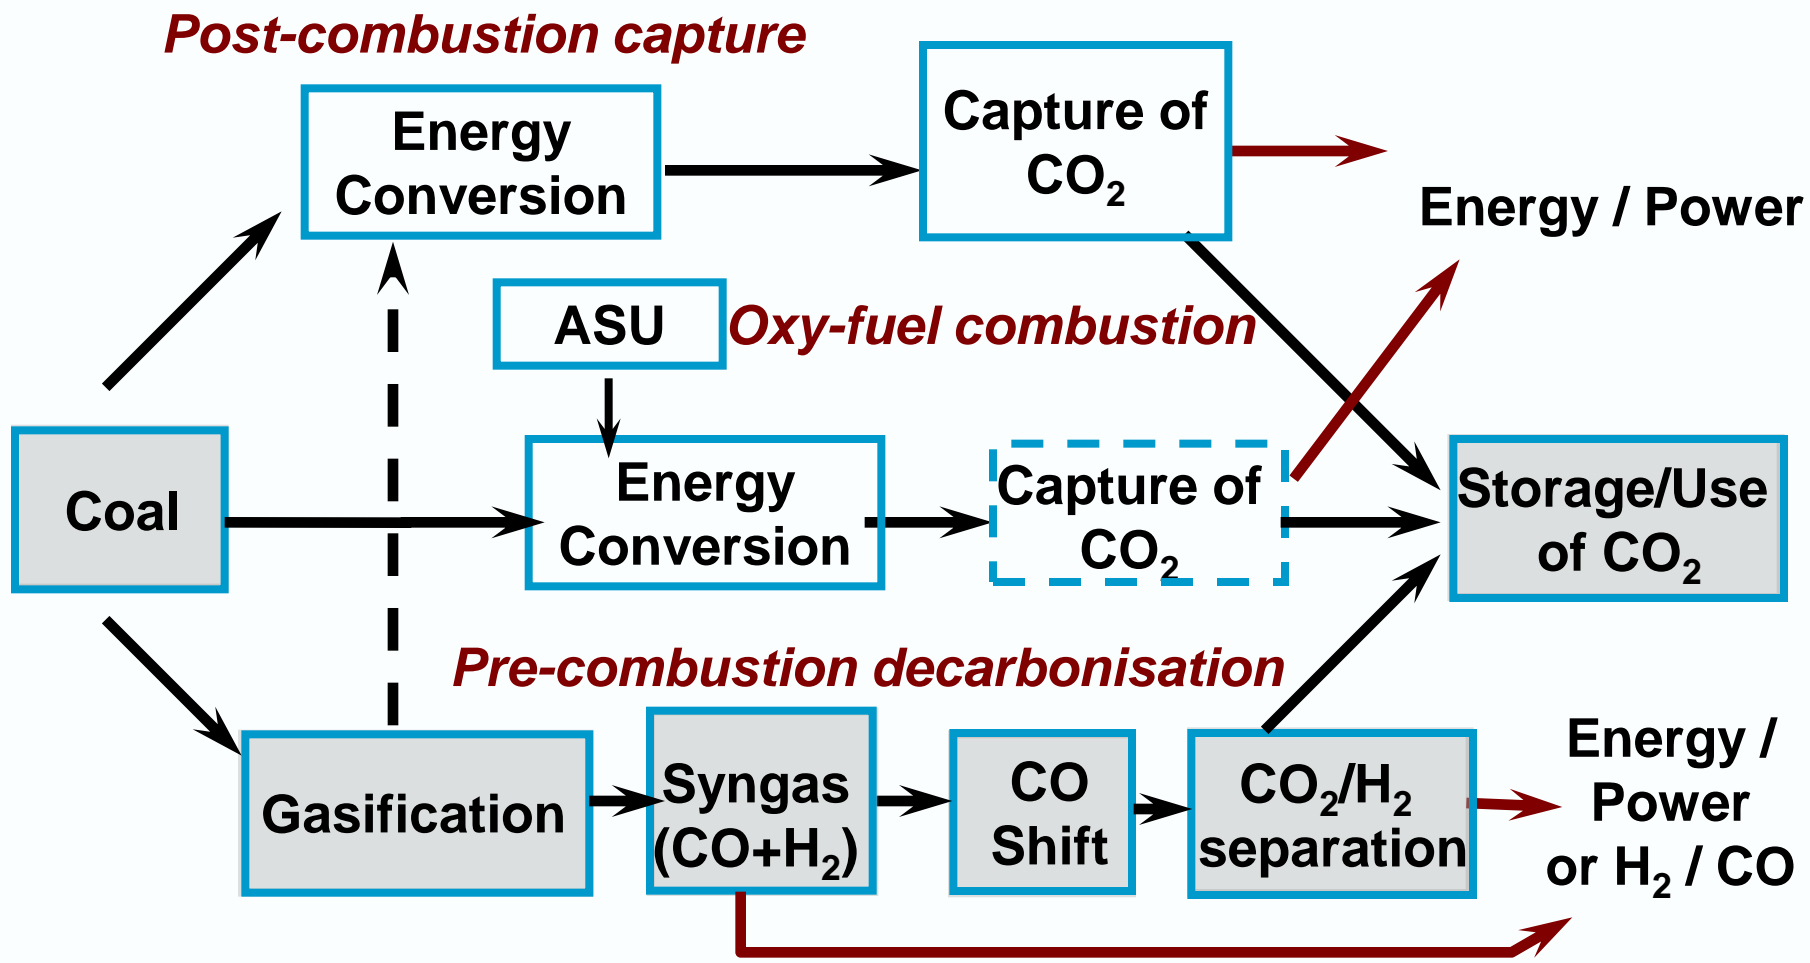 Post-combustion capture
Energy
Conversion
Capture of
CO₂
Energy / Power
ASU
Oxy-fuel combustion
Coal
Energy
Conversion
Capture of
CO₂
Storage/Use
of CO₂
Pre-combustion decarbonisation
Gasification
Syngas
(CO+H₂)
CO
Shift
CO₂/H₂
separation
Energy /
Power
or H₂ / CO